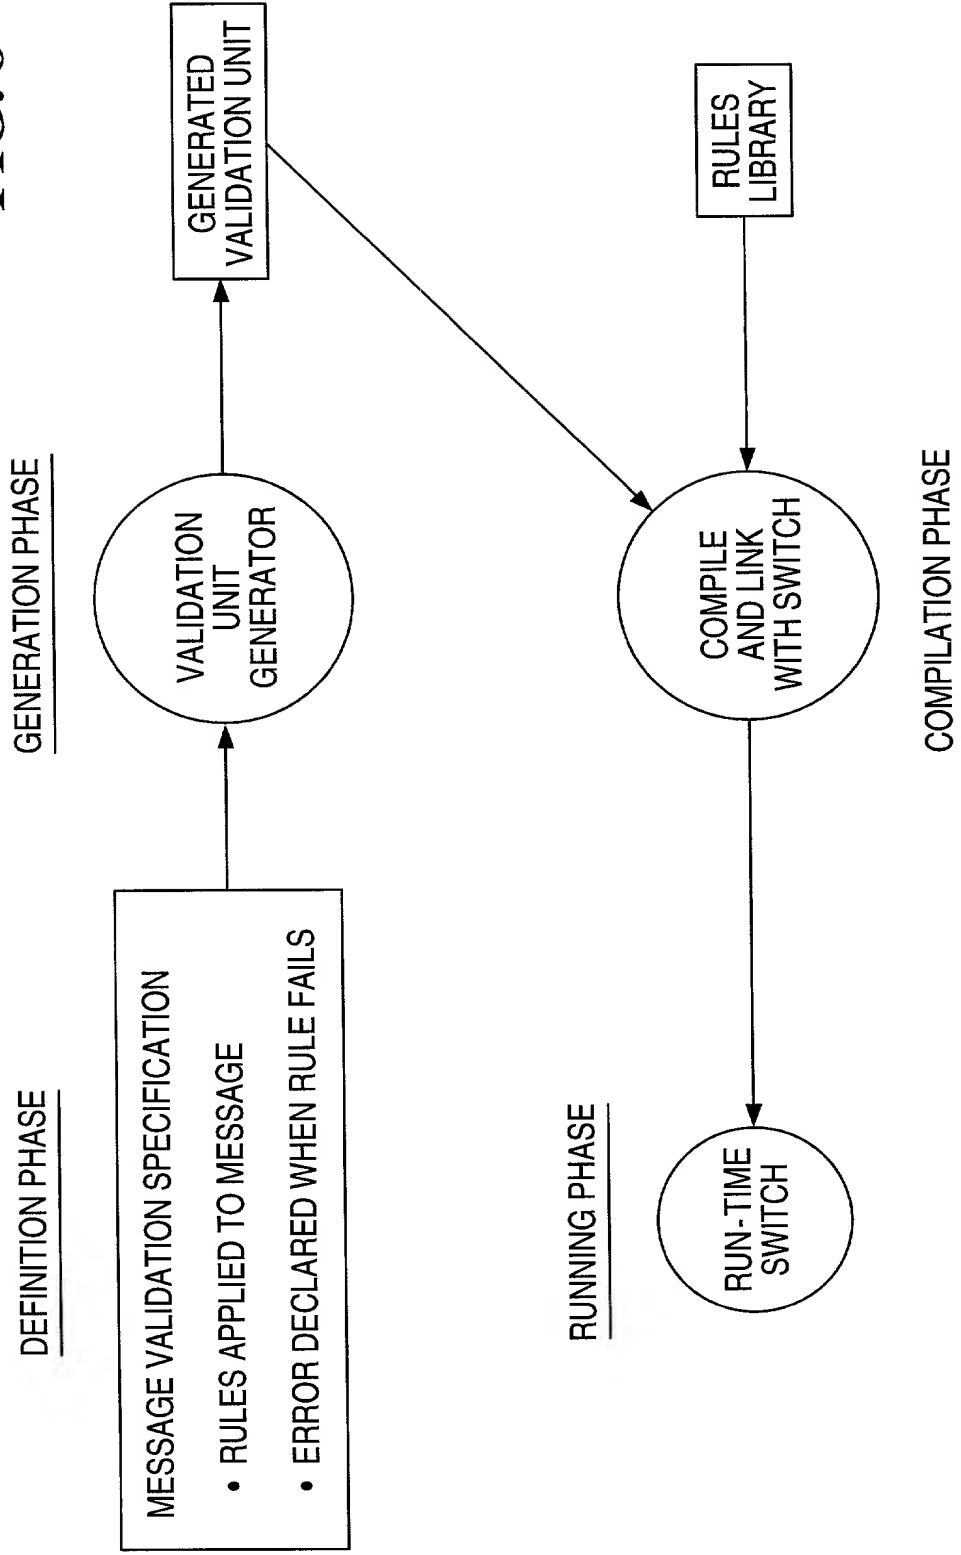 DEFINITION PHASE
GENERATION PHASE
MESSAGE VALIDATION SPECIFICATION
• RULES APPLIED TO MESSAGE
• ERROR DECLARED WHEN RULE FAILS
VALIDATION
UNIT
GENERATOR
GENERATED
VALIDATION UNIT
RUNNING PHASE
RUN-TIME
SWITCH
COMPILE
AND LINK
WITH SWITCH
RULES
LIBRARY
COMPILATION PHASE